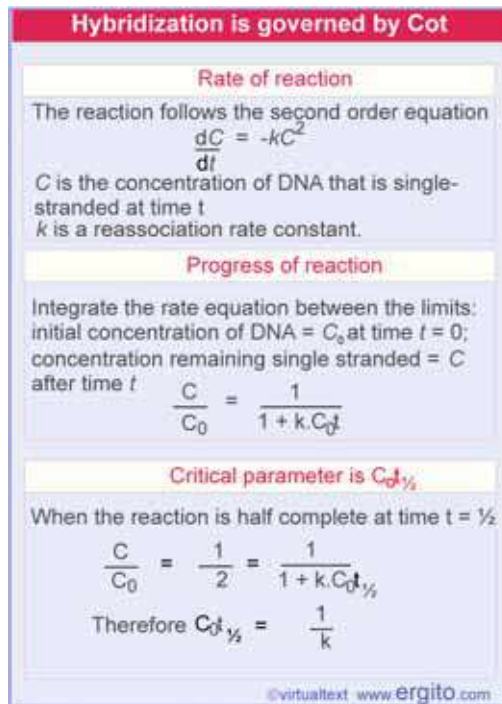 Hybridization is governed by Cot
Rate of reaction
The reaction follows the second order equation
dC/dt = -kC²
C is the concentration of DNA that is single-
stranded at time t
k is a reassociation rate constant.
Progress of reaction
Integrate the rate equation between the limits:
initial concentration of DNA = C₀ at time t = 0;
concentration remaining single stranded = C
after time t
C/C₀ = 1/(1 + k.C₀t)
Critical parameter is C₀t½
When the reaction is half complete at time t = ½
C/C₀ = 1/2 = 1/(1 + k.C₀t½)
Therefore C₀t½ = 1/k
©virtualtext www.ergito.com